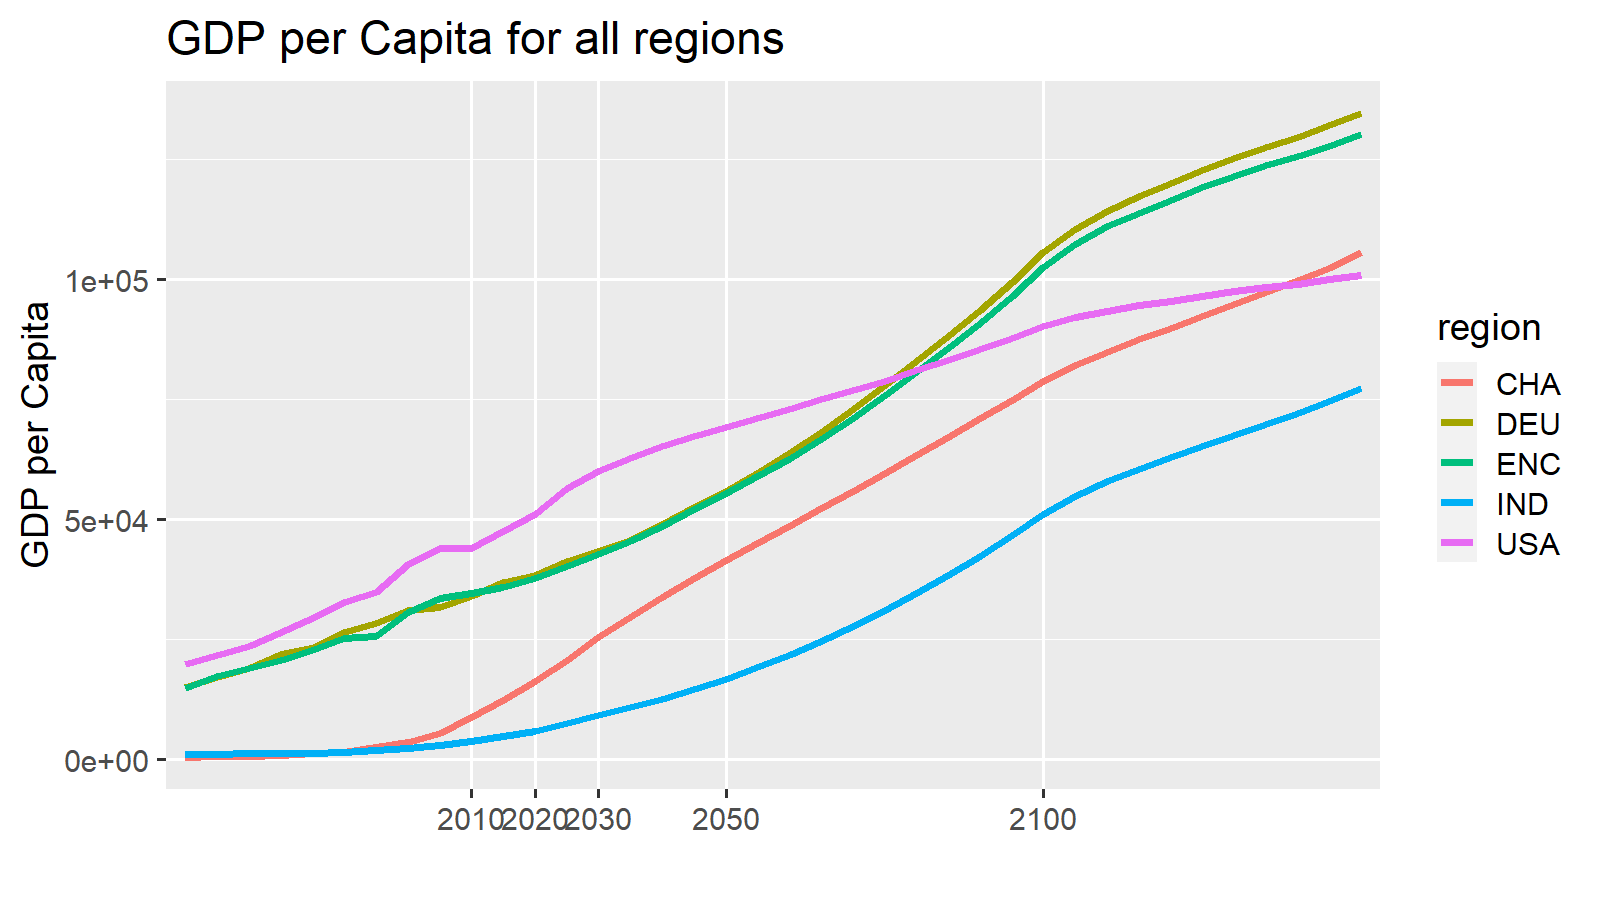 GDP per Capita for all regions
GDP per Capita
1e+05
5e+04
0e+00
2010 2020 2030 2050 2100
region
CHA
DEU
ENC
IND
USA